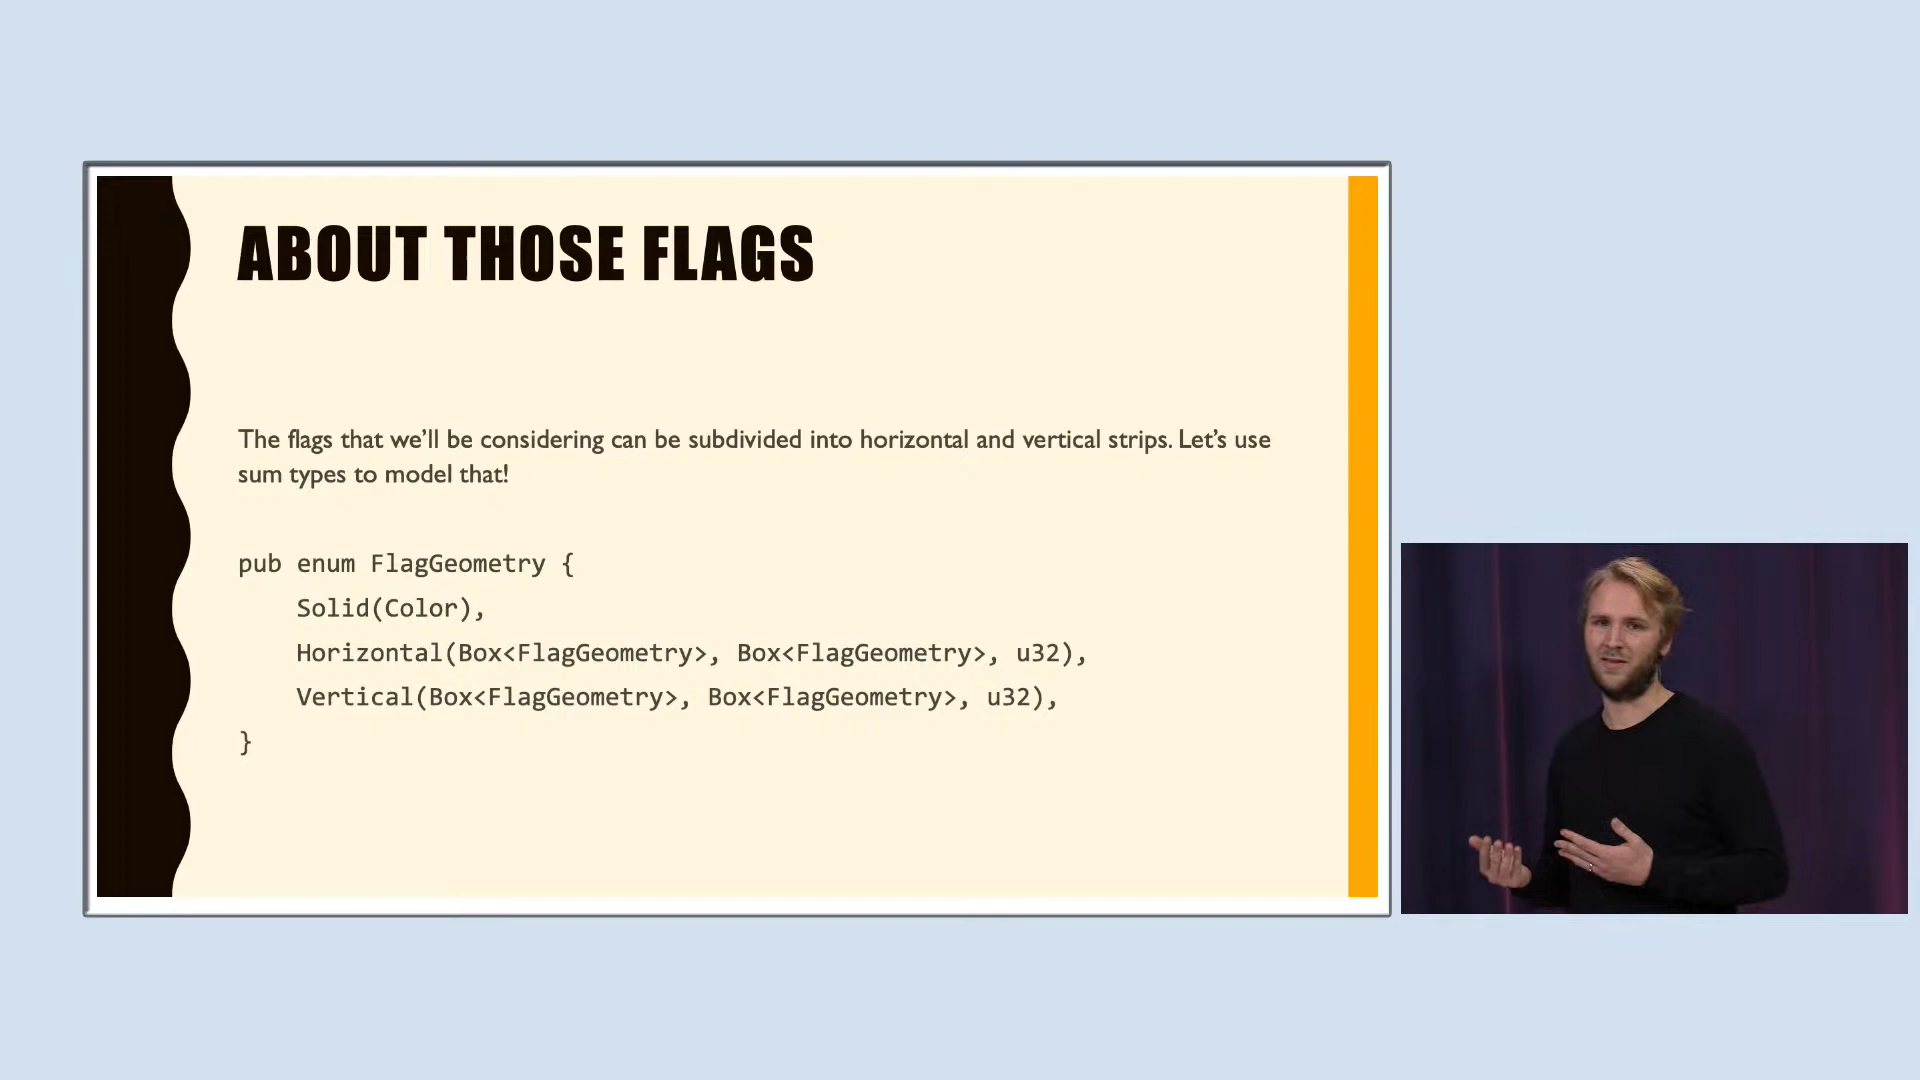 ABOUT THOSE FLAGS
The flags that we’ll be considering can be subdivided into horizontal and vertical strips. Let’s use
sum types to model that!
pub enum FlagGeometry {
    Solid(Color),
    Horizontal(Box<FlagGeometry>, Box<FlagGeometry>, u32),
    Vertical(Box<FlagGeometry>, Box<FlagGeometry>, u32),
}